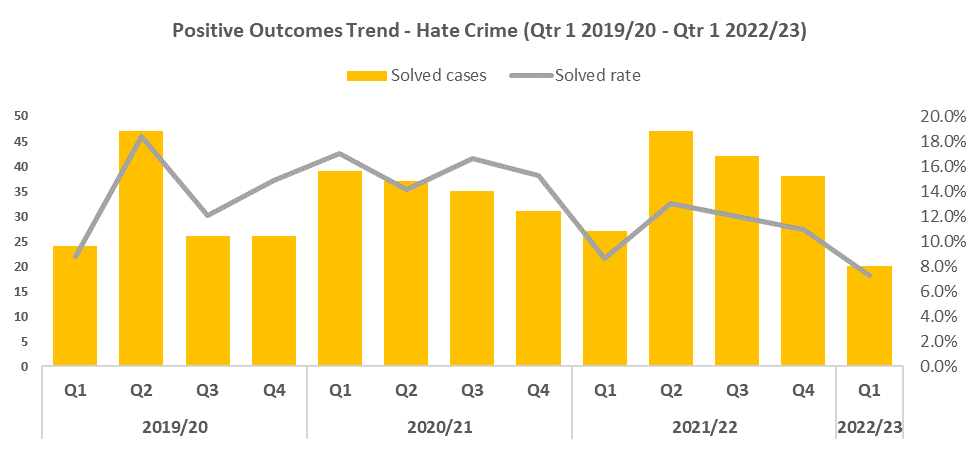 Positive Outcomes Trend - Hate Crime (Qtr 1 2019/20 - Qtr 1 2022/23)
Solved cases Solved rate
50 20.0%
45 18.0%
40 16.0%
35 14.0%
30 12.0%
25 10.0%
20 8.0%
15 6.0%
10 4.0%
5 2.0%
0 0.0%
Q1 Q2 Q3 Q4 Q1 Q2 Q3 Q4 Q1 Q2 Q3 Q4 Q1
2019/20 2020/21 2021/22 2022/23